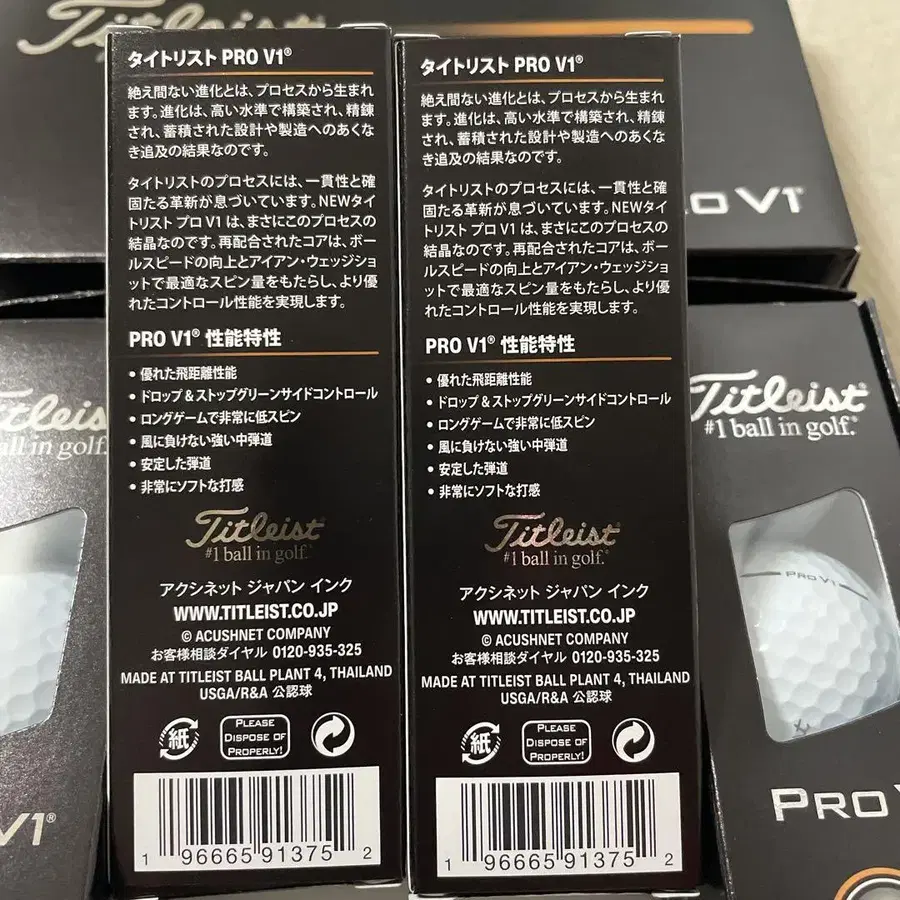 Titleist
PRO V1®
タイトリスト PRO V1®
絶え間ない進化とは、プロセスから生まれ
ます。進化は、高い水準で構築され、精錬
され、蓄積された設計や製造へのあくな
き追及の結果なのです。
タイトリストのプロセスには、一貫性と確
固たる革新が息づいています。NEWタイ
トリスト プロ V1 は、まさにこのプロセスの
結晶なのです。再配合されたコアは、ボー
ルスピードの向上とアイアン・ウェッジショ
ットで最適なスピン量をもたらし、より優
れたコントロール性能を実現します。
PRO V1® 性能特性
• 優れた飛距離性能
• ドロップ&ストップグリーンサイドコントロール
• ロングゲームで非常に低スピン
• 風に負けない強い中弾道
• 安定した弾道
• 非常にソフトな打感
Titleist®
#1 ball in golf.®
アクシネット ジャパン インク
WWW.TITLEIST.CO.JP
© ACUSHNET COMPANY
お客様相談ダイヤル 0120-935-325
MADE AT TITLEIST BALL PLANT 4, THAILAND
USGA/R&A 公認球
紙
PLEASE
DISPOSE OF
PROPERLY!
1 96665 91375 2
タイトリスト PRO V1®
絶え間ない進化とは、プロセスから生まれ
ます。進化は、高い水準で構築され、精錬
され、蓄積された設計や製造へのあくな
き追及の結果なのです。
タイトリストのプロセスには、一貫性と確
固たる革新が息づいています。NEWタイ
トリスト プロ V1 は、まさにこのプロセスの
結晶なのです。再配合されたコアは、ボー
ルスピードの向上とアイアン・ウェッジショ
ットで最適なスピン量をもたらし、より優
れたコントロール性能を実現します。
PRO V1® 性能特性
• 優れた飛距離性能
• ドロップ&ストップグリーンサイドコントロール
• ロングゲームで非常に低スピン
• 風に負けない強い中弾道
• 安定した弾道
• 非常にソフトな打感
Titleist®
#1 ball in golf.®
アクシネット ジャパン インク
WWW.TITLEIST.CO.JP
© ACUSHNET COMPANY
お客様相談ダイヤル 0120-935-325
MADE AT TITLEIST BALL PLANT 4, THAILAND
USGA/R&A 公認球
紙
PLEASE
DISPOSE OF
PROPERLY!
1 96665 91375 2
Titleist
#1 ball in golf.®
PRO V1
PRO
Titleis
in golf.
V1®